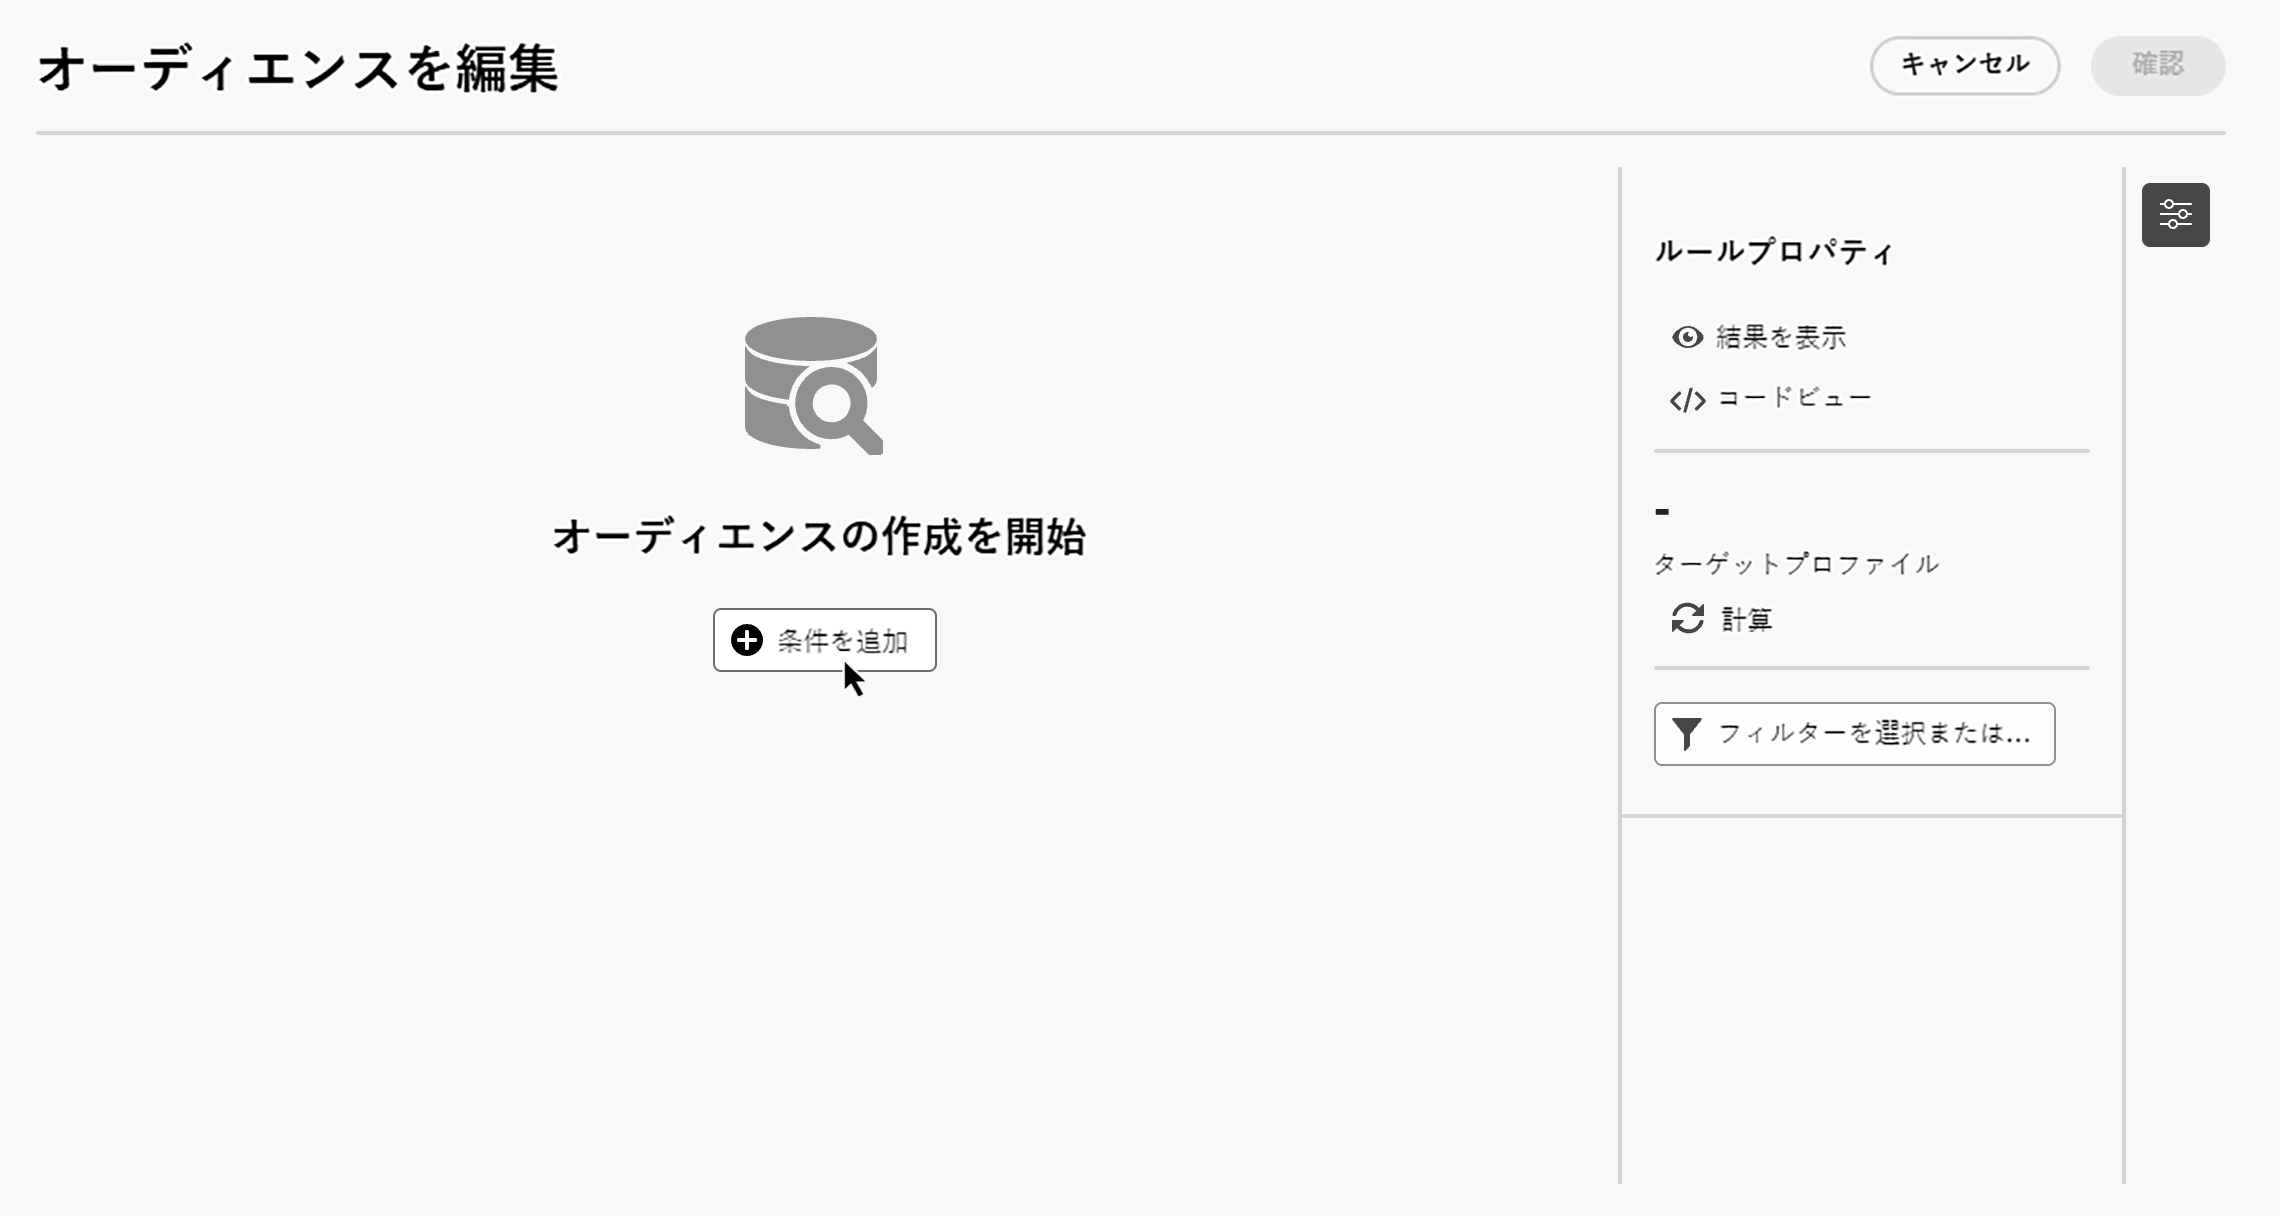 オーディエンスを編集
キャンセル
確認
オーディエンスの作成を開始
条件を追加
ルールプロパティ
結果を表示
コードビュー
-
ターゲットプロファイル
計算
フィルターを選択または...